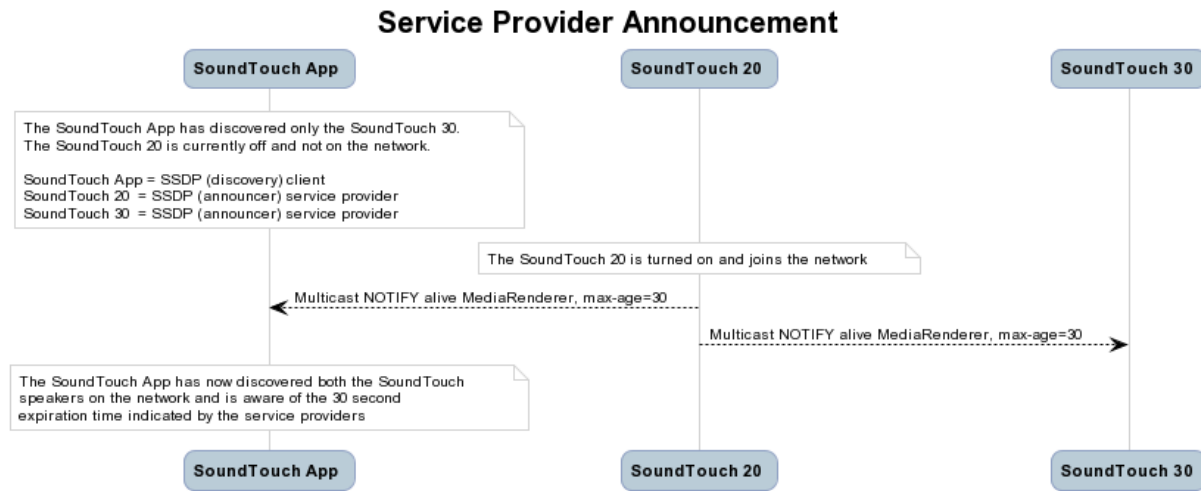 Service Provider Announcement
SoundTouch App
SoundTouch 20
SoundTouch 30
The SoundTouch App has discovered only the SoundTouch 30.
The SoundTouch 20 is currently off and not on the network.
SoundTouch App = SSDP (discovery) client
SoundTouch 20  = SSDP (announcer) service provider
SoundTouch 30  = SSDP (announcer) service provider
The SoundTouch 20 is turned on and joins the network
Multicast NOTIFY alive MediaRenderer, max-age=30
Multicast NOTIFY alive MediaRenderer, max-age=30
The SoundTouch App has now discovered both the SoundTouch
speakers on the network and is aware of the 30 second
expiration time indicated by the service providers
SoundTouch App
SoundTouch 20
SoundTouch 30